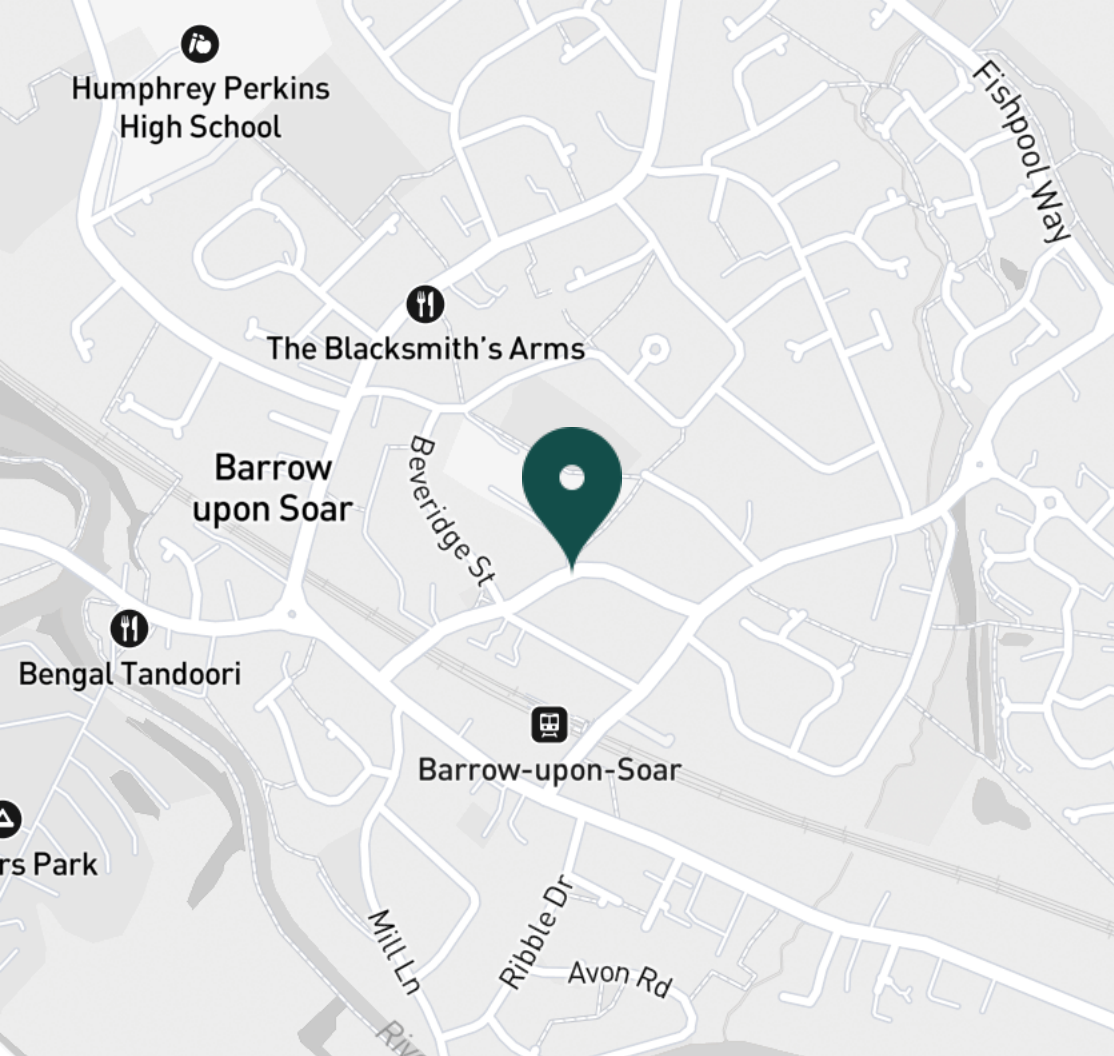 Humphrey Perkins
High School
Fishpool Way
The Blacksmith's Arms
Barrow
upon Soar
Beveridge St
Bengal Tandoori
Barrow-upon-Soar
rs Park
Mill Ln
Ribble Dr
Avon Rd
Rive